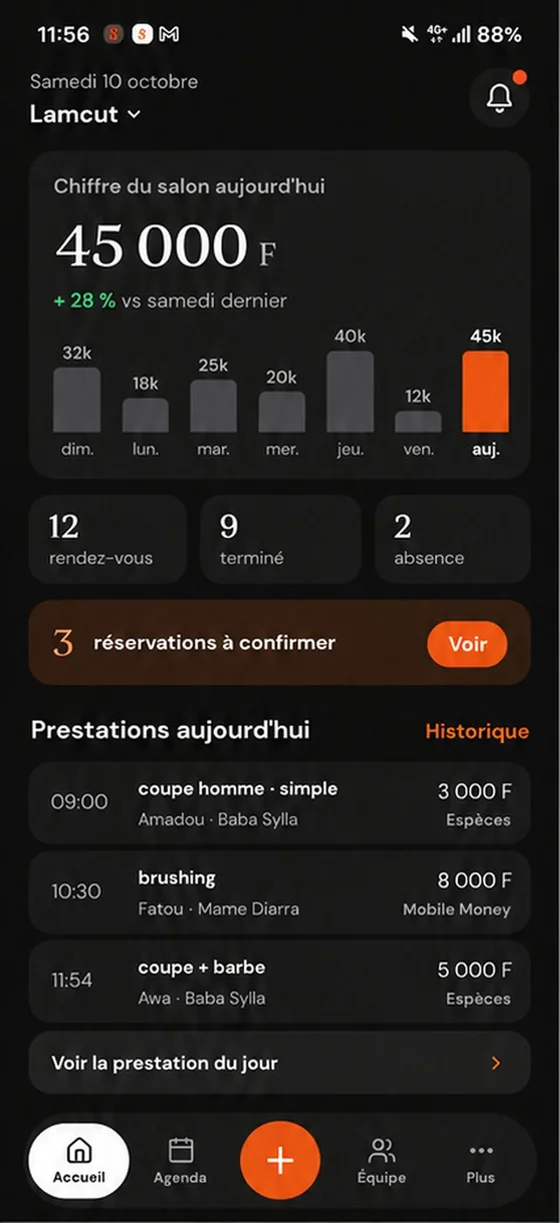 11:56 4G+ 88%
Samedi 10 octobre
Lamcut
Chiffre du salon aujourd'hui
45 000 F
+ 28 % vs samedi dernier
32k 18k 25k 20k 40k 12k 45k
dim. lun. mar. mer. jeu. ven. auj.
12 9 2
rendez-vous terminé absence
3 réservations à confirmer Voir
Prestations aujourd'hui Historique
09:00 coupe homme · simple 3 000 F
Amadou · Baba Sylla Espèces
10:30 brushing 8 000 F
Fatou · Mame Diarra Mobile Money
11:54 coupe + barbe 5 000 F
Awa · Baba Sylla Espèces
Voir la prestation du jour
Accueil Agenda + Équipe Plus